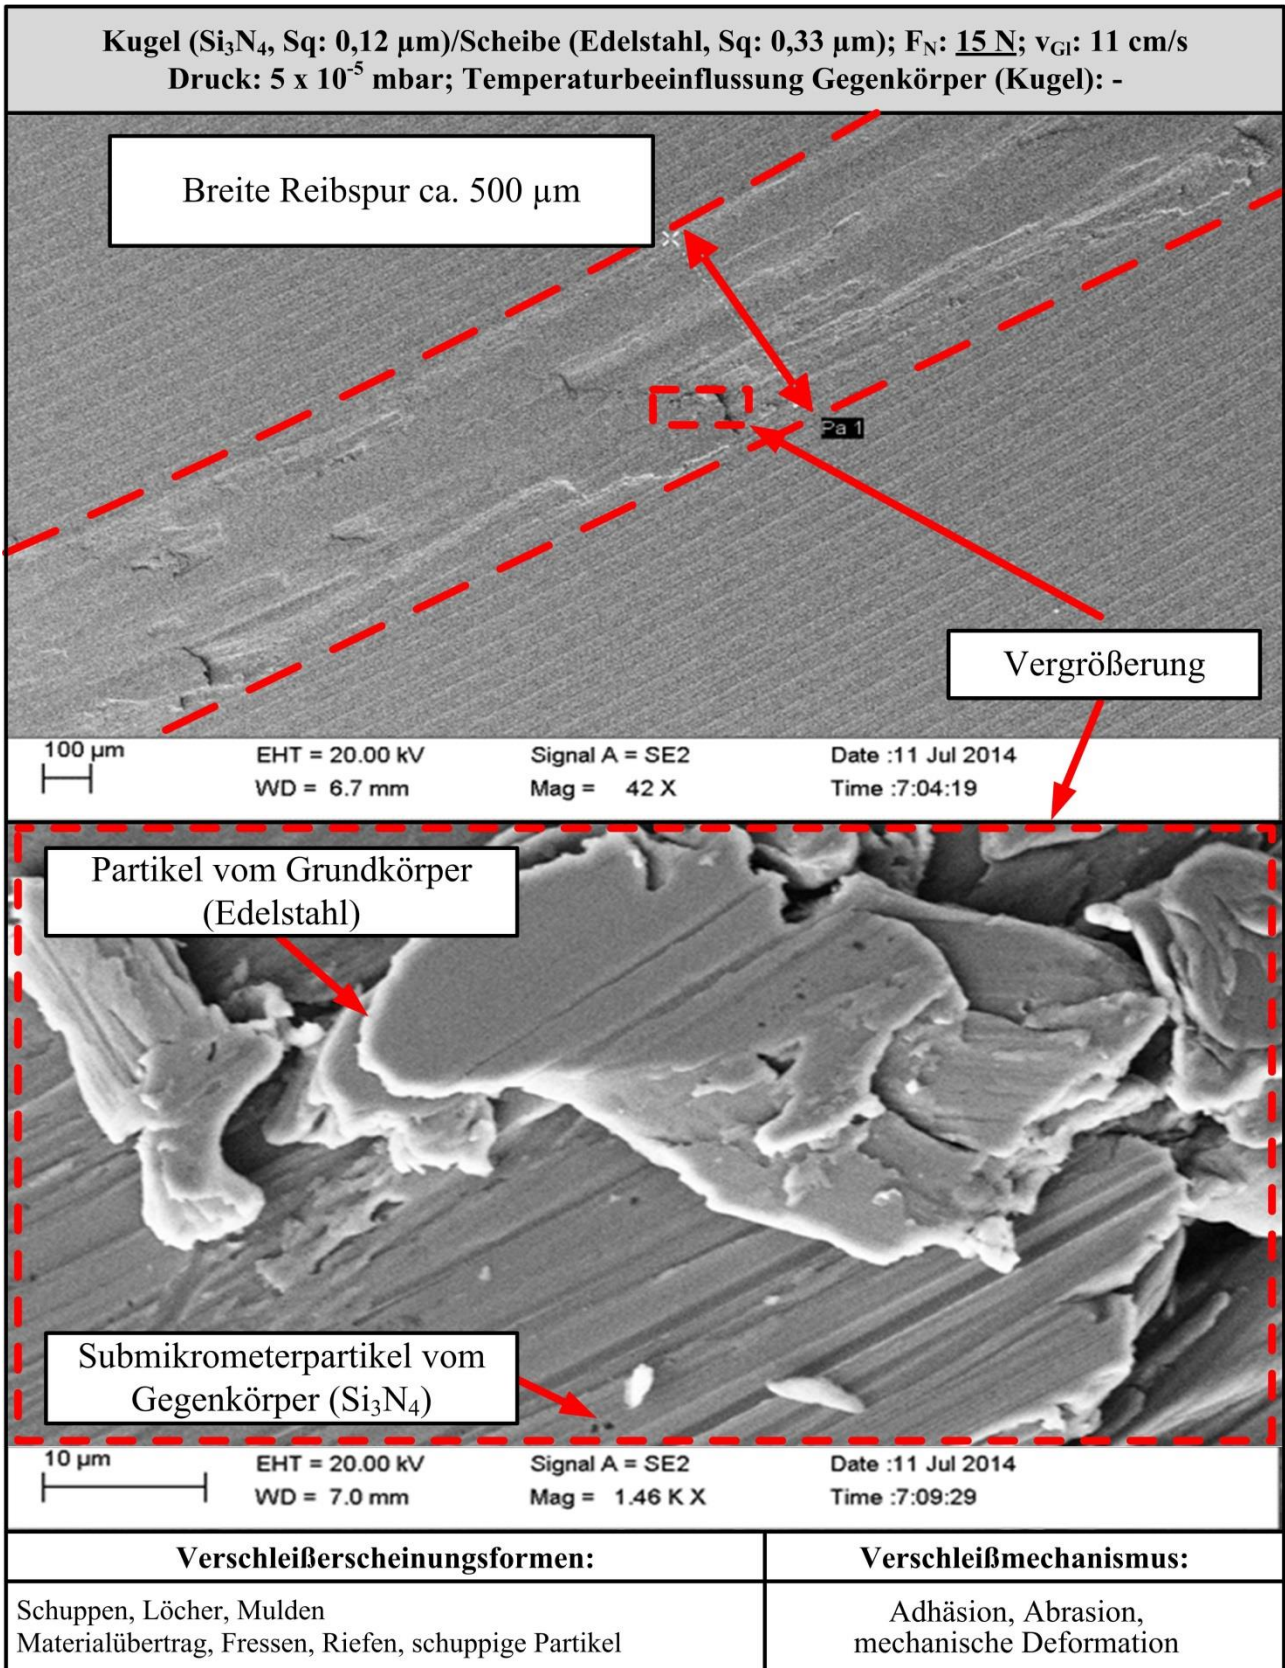 Kugel (Si₃N₄, Sq: 0,12 µm)/Scheibe (Edelstahl, Sq: 0,33 µm); F_N: 15 N; v_Gl: 11 cm/s
Druck: 5 x 10⁻⁵ mbar; Temperaturbeeinflussung Gegenkörper (Kugel): -
Breite Reibspur ca. 500 µm
Pa 1
Vergrößerung
100 µm
EHT = 20.00 kV
Signal A = SE2
Date :11 Jul 2014
WD = 6.7 mm
Mag = 42 X
Time :7:04:19
Partikel vom Grundkörper
(Edelstahl)
Submikrometerpartikel vom
Gegenkörper (Si₃N₄)
10 µm
EHT = 20.00 kV
Signal A = SE2
Date :11 Jul 2014
WD = 7.0 mm
Mag = 1.46 K X
Time :7:09:29
Verschleißerscheinungsformen:
Verschleißmechanismus:
Schuppen, Löcher, Mulden
Materialübertrag, Fressen, Riefen, schuppige Partikel
Adhäsion, Abrasion,
mechanische Deformation